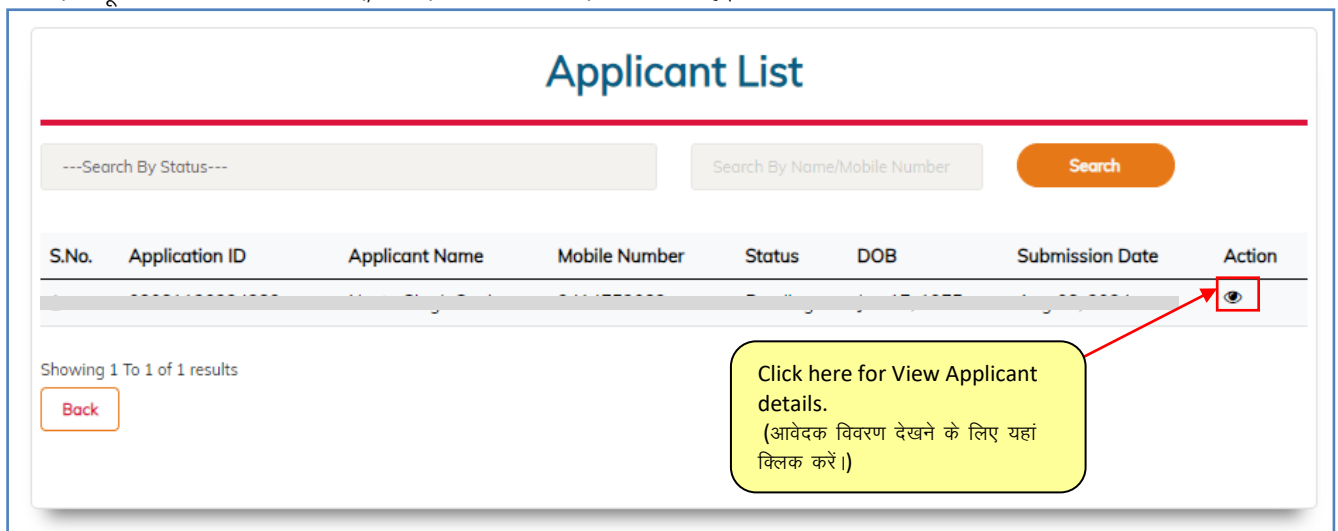 Applicant List
---Search By Status---
Search By Name/Mobile Number
Search
S.No. Application ID Applicant Name Mobile Number Status DOB Submission Date Action
Showing 1 To 1 of 1 results
Back
Click here for View Applicant
details.
(आवेदक विवरण देखने के लिए यहां
क्लिक करें।)